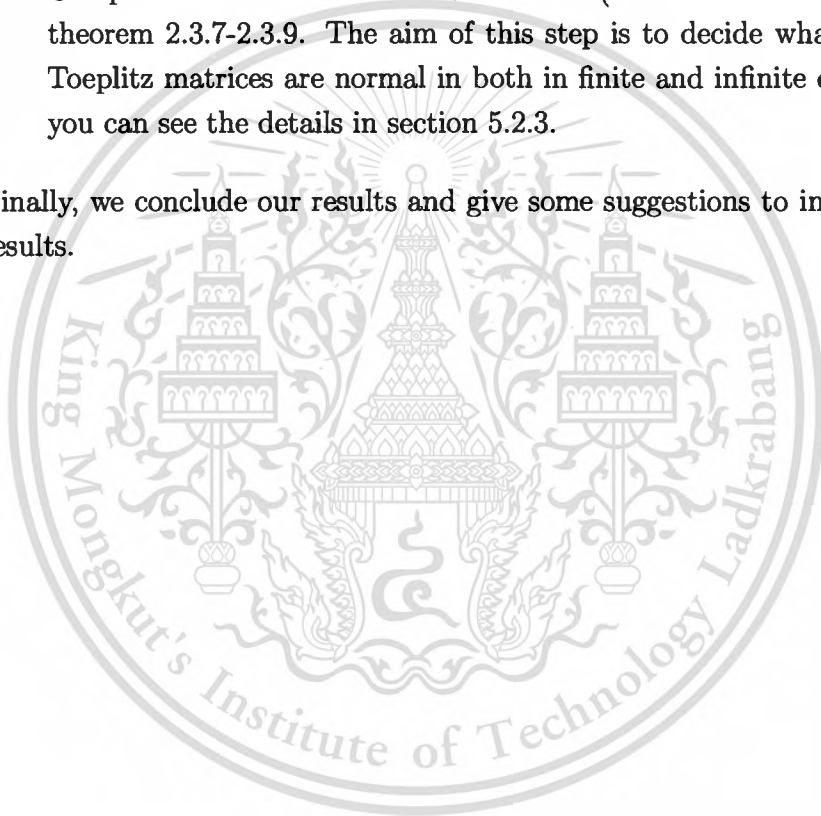 theorem 2.3.7-2.3.9. The aim of this step is to decide wha
Toeplitz matrices are normal in both in finite and infinite
you can see the details in section 5.2.3.
inally, we conclude our results and give some suggestions to in
esults.
King Mongkut's Institute of Technology Ladkrabang